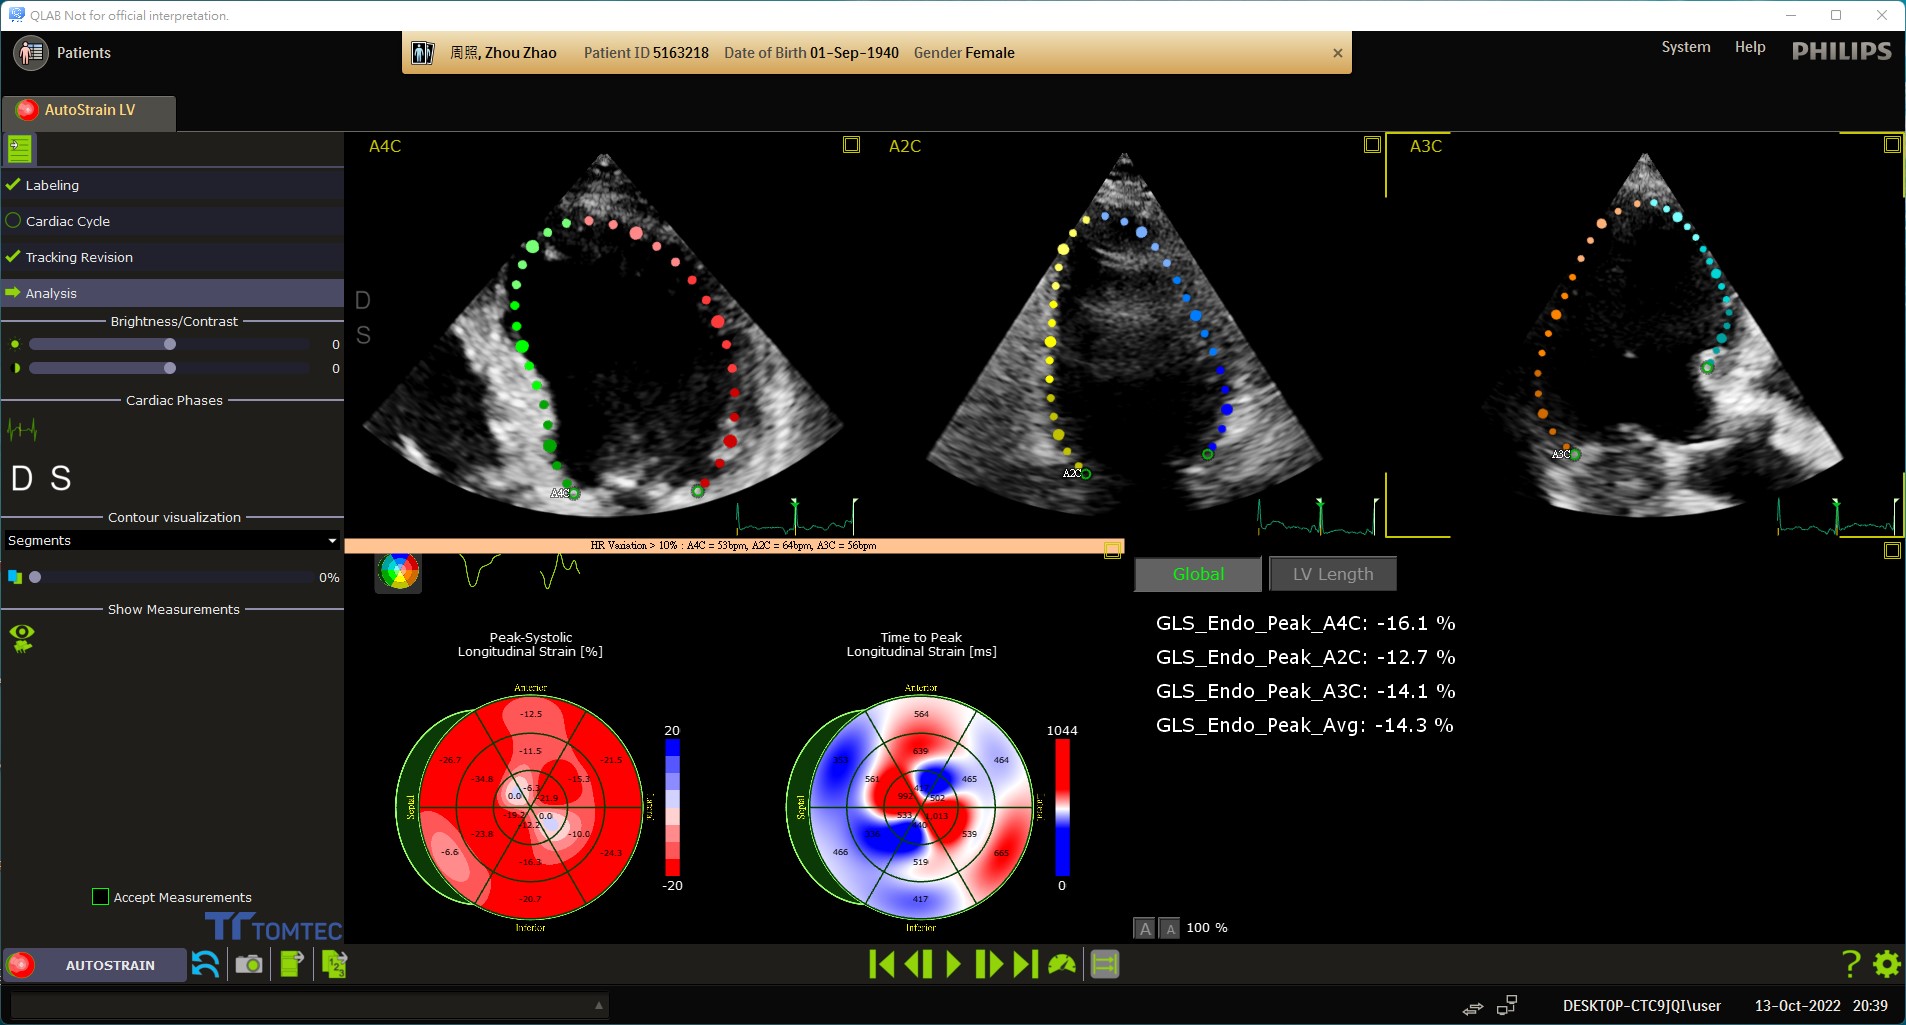 QLAB Not for official interpretation.
Patients
周照, Zhou Zhao Patient ID 5163218 Date of Birth 01-Sep-1940 Gender Female
System Help PHILIPS
AutoStrain LV
A4C
A2C
A3C
Labeling
Cardiac Cycle
Tracking Revision
Analysis
Brightness/Contrast
0
0
Cardiac Phases
D S
Contour visualization
Segments
0%
Show Measurements
Accept Measurements
TOMTEC
D
S
A4C
A2C
A3C
HR Variation > 10% : A4C = 53bpm, A2C = 64bpm, A3C = 56bpm
Peak-Systolic
Longitudinal Strain [%]
Anterior
-12.5
-26.7
-11.5
-21.5
-34.8
-15.3
-6.3
0.0
-21.9
Septal
-19.2
0.0
-12.2
-23.8
-10.0
-6.6
-16.3
-24.3
-20.7
Inferior
20
-20
Time to Peak
Longitudinal Strain [ms]
Anterior
564
639
464
561
465
992
502
Septal
533
1,013
440
539
466
519
665
417
Inferior
1044
0
Global
LV Length
GLS_Endo_Peak_A4C: -16.1 %
GLS_Endo_Peak_A2C: -12.7 %
GLS_Endo_Peak_A3C: -14.1 %
GLS_Endo_Peak_Avg: -14.3 %
A A 100 %
AUTOSTRAIN
1 2 3
?
DESKTOP-CTC9JQI\user 13-Oct-2022 20:39